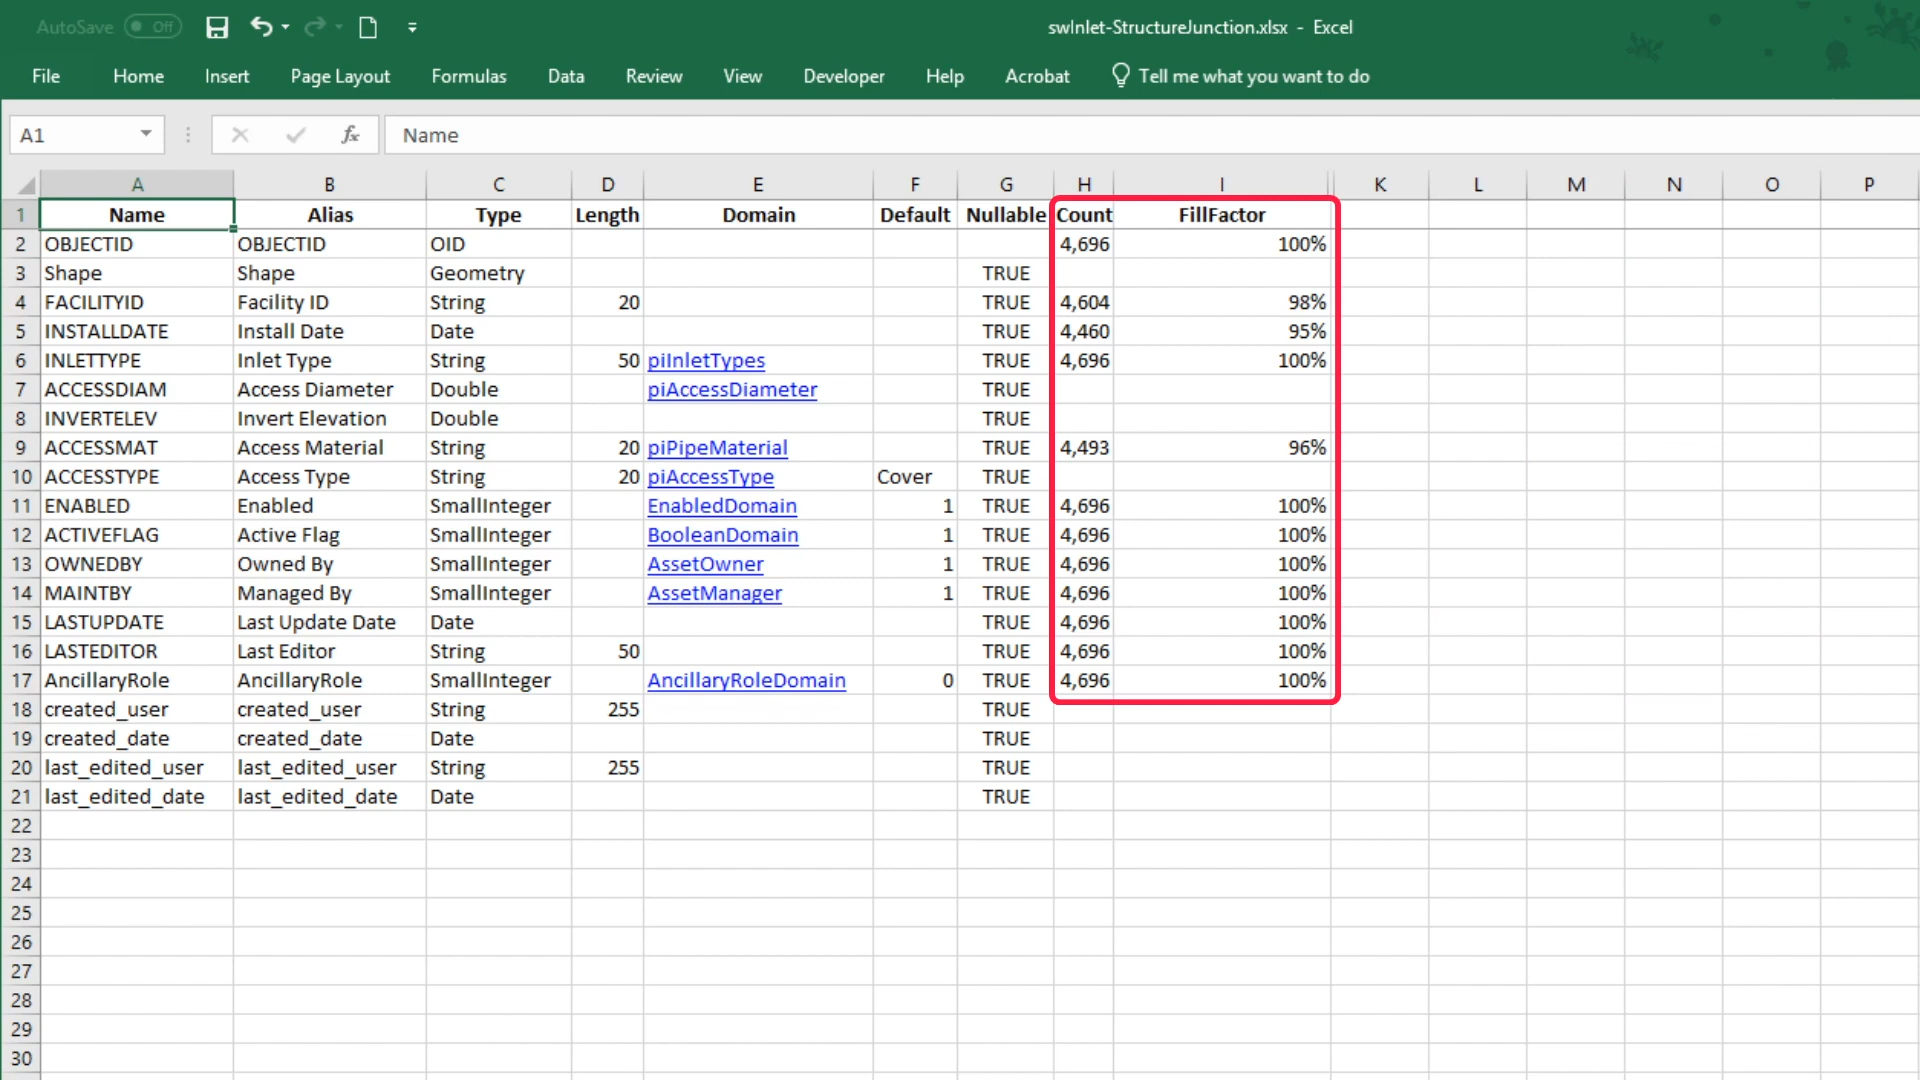 AutoSave Off swInlet-StructureJunction.xlsx - Excel
File Home Insert Page Layout Formulas Data Review View Developer Help Acrobat Tell me what you want to do
A1 fx Name
A B C D E F G H I K L M N O P
1 Name Alias Type Length Domain Default Nullable Count FillFactor
2 OBJECTID OBJECTID OID 4,696 100%
3 Shape Shape Geometry TRUE
4 FACILITYID Facility ID String 20 TRUE 4,604 98%
5 INSTALLDATE Install Date Date TRUE 4,460 95%
6 INLETTYPE Inlet Type String 50 piInletTypes TRUE 4,696 100%
7 ACCESSDIAM Access Diameter Double piAccessDiameter TRUE
8 INVERTELEV Invert Elevation Double TRUE
9 ACCESSMAT Access Material String 20 piPipeMaterial TRUE 4,493 96%
10 ACCESSTYPE Access Type String 20 piAccessType Cover TRUE
11 ENABLED Enabled SmallInteger EnabledDomain 1 TRUE 4,696 100%
12 ACTIVEFLAG Active Flag SmallInteger BooleanDomain 1 TRUE 4,696 100%
13 OWNEDBY Owned By SmallInteger AssetOwner 1 TRUE 4,696 100%
14 MAINTBY Managed By SmallInteger AssetManager 1 TRUE 4,696 100%
15 LASTUPDATE Last Update Date Date TRUE 4,696 100%
16 LASTEDITOR Last Editor String 50 TRUE 4,696 100%
17 AncillaryRole AncillaryRole SmallInteger AncillaryRoleDomain 0 TRUE 4,696 100%
18 created_user created_user String 255 TRUE
19 created_date created_date Date TRUE
20 last_edited_user last_edited_user String 255 TRUE
21 last_edited_date last_edited_date Date TRUE
22
23
24
25
26
27
28
29
30